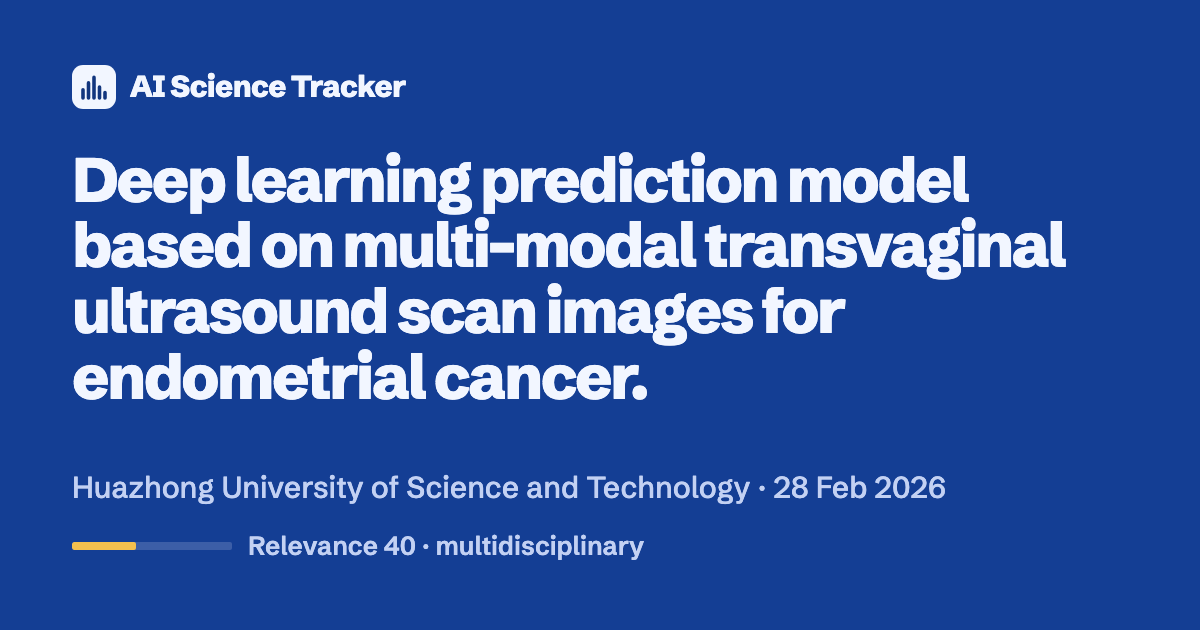 AI Science Tracker
Deep learning prediction model
based on multi-modal transvaginal
ultrasound scan images for
endometrial cancer.
Huazhong University of Science and Technology · 28 Feb 2026
Relevance 40 · multidisciplinary